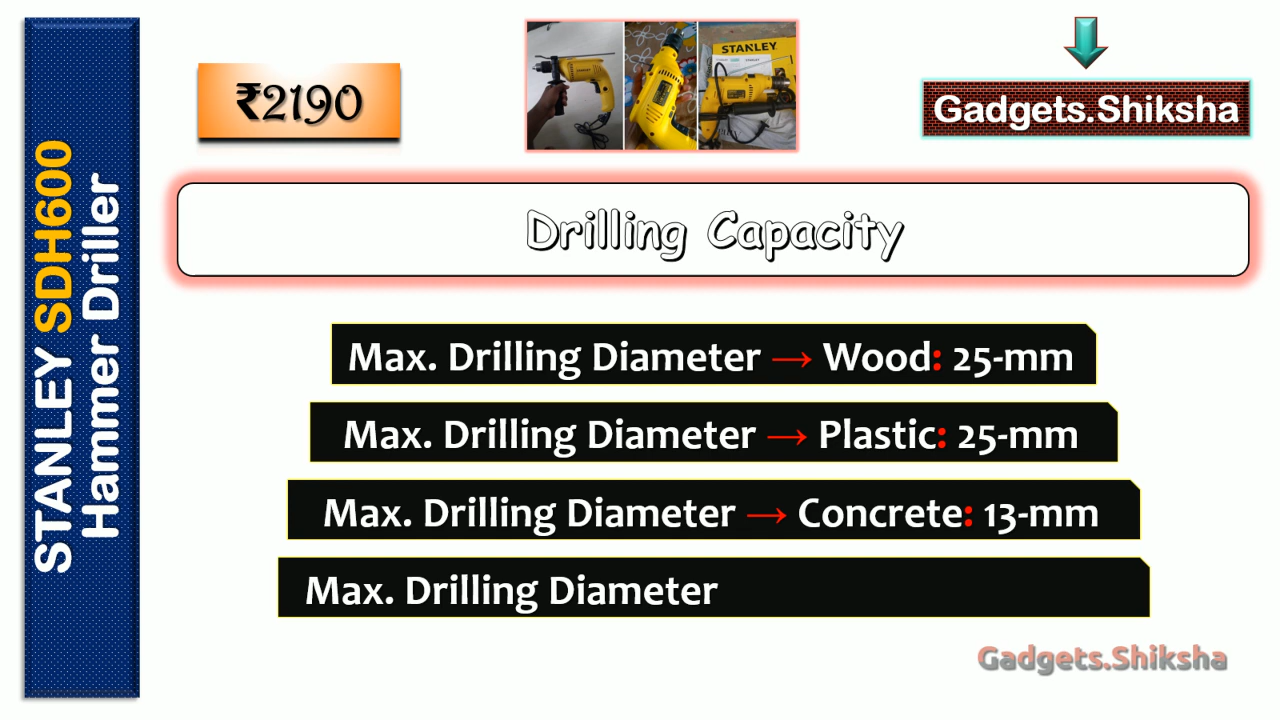 STANLEY SDH600
Hammer Driller
₹2190
STANLEY
Gadgets.Shiksha
Drilling Capacity
Max. Drilling Diameter → Wood: 25-mm
Max. Drilling Diameter → Plastic: 25-mm
Max. Drilling Diameter → Concrete: 13-mm
Max. Drilling Diameter
Gadgets.Shiksha